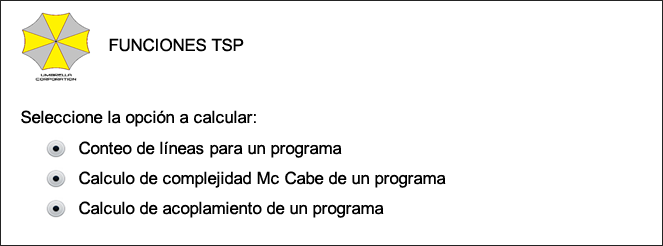 FUNCIONES TSP
UMBRELLA
CORPORATION
Seleccione la opción a calcular:
Conteo de líneas para un programa
Calculo de complejidad Mc Cabe de un programa
Calculo de acoplamiento de un programa